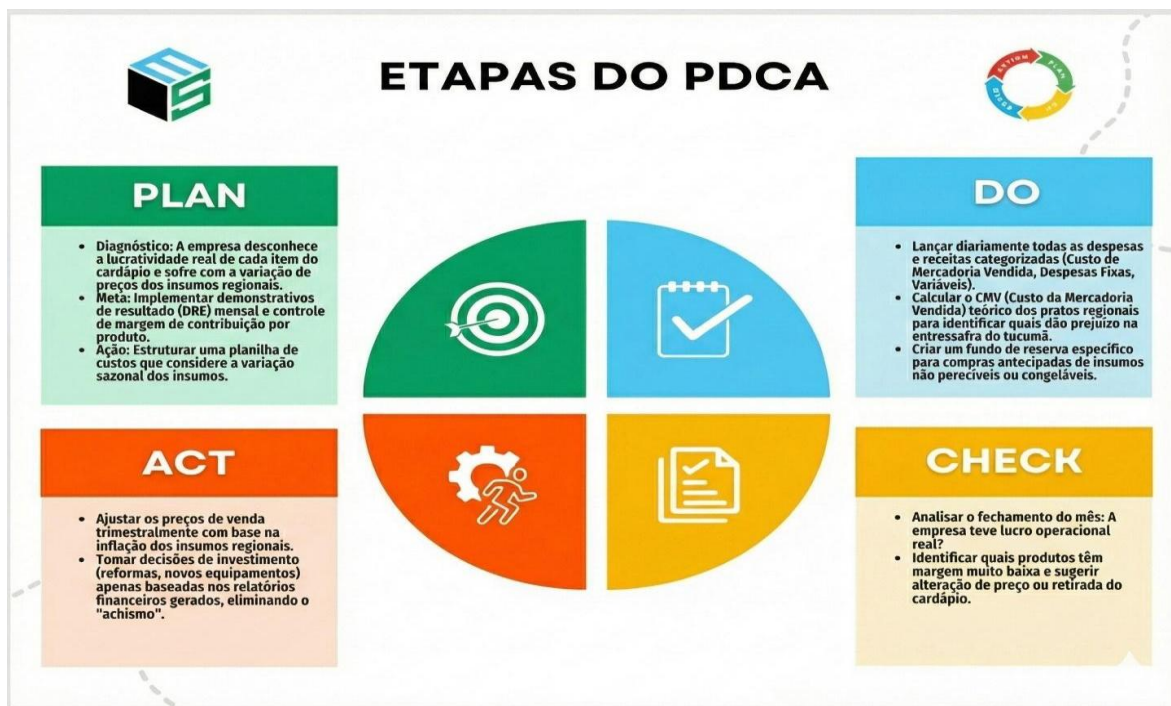 ETAPAS DO PDCA
PLAN
• Diagnóstico: A empresa desconhece
a lucratividade real de cada item do
cardápio e sofre com a variação de
preços dos insumos regionais.
• Meta: Implementar demonstrativos
de resultado (DRE) mensal e controle
de margem de contribuição por
produto.
• Ação: Estruturar uma planilha de
custos que considere a variação
sazonal dos insumos.
DO
• Lançar diariamente todas as despesas
e receitas categorizadas (Custo de
Mercadoria Vendida, Despesas Fixas,
Variáveis).
• Calcular o CMV (Custo da Mercadoria
Vendida) teórico dos pratos regionais
para identificar quais dão prejuízo na
entressafra do tucumã.
• Criar um fundo de reserva específico
para compras antecipadas de insumos
não perecíveis ou congeláveis.
ACT
• Ajustar os preços de venda
trimestralmente com base na
inflação dos insumos regionais.
• Tomar decisões de investimento
(reformas, novos equipamentos)
apenas baseadas nos relatórios
financeiros gerados, eliminando o
"achismo".
CHECK
• Analisar o fechamento do mês: A
empresa teve lucro operacional
real?
• Identificar quais produtos têm
margem muito baixa e sugerir
alteração de preço ou retirada do
cardápio.